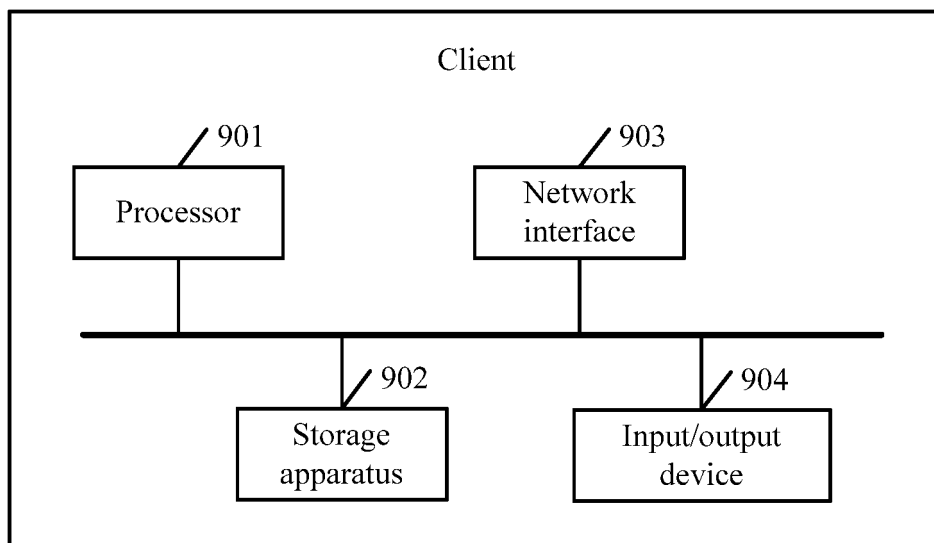 Client
901
Processor
903
Network
interface
902
Storage
apparatus
904
Input/output
device